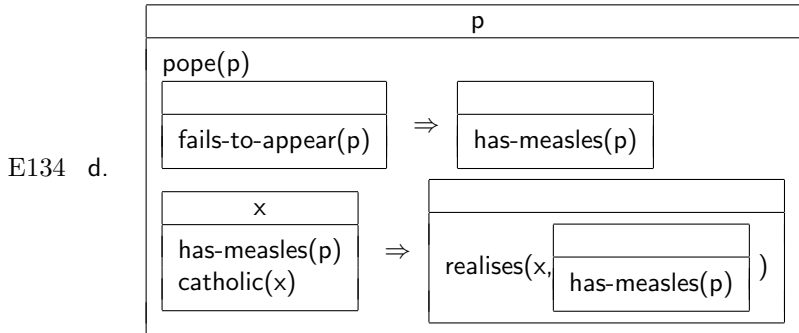 p
pope(p)
fails-to-appear(p) ⇒ has-measles(p)
E134 d.
x
has-measles(p)
catholic(x)
⇒ realises(x, has-measles(p) )